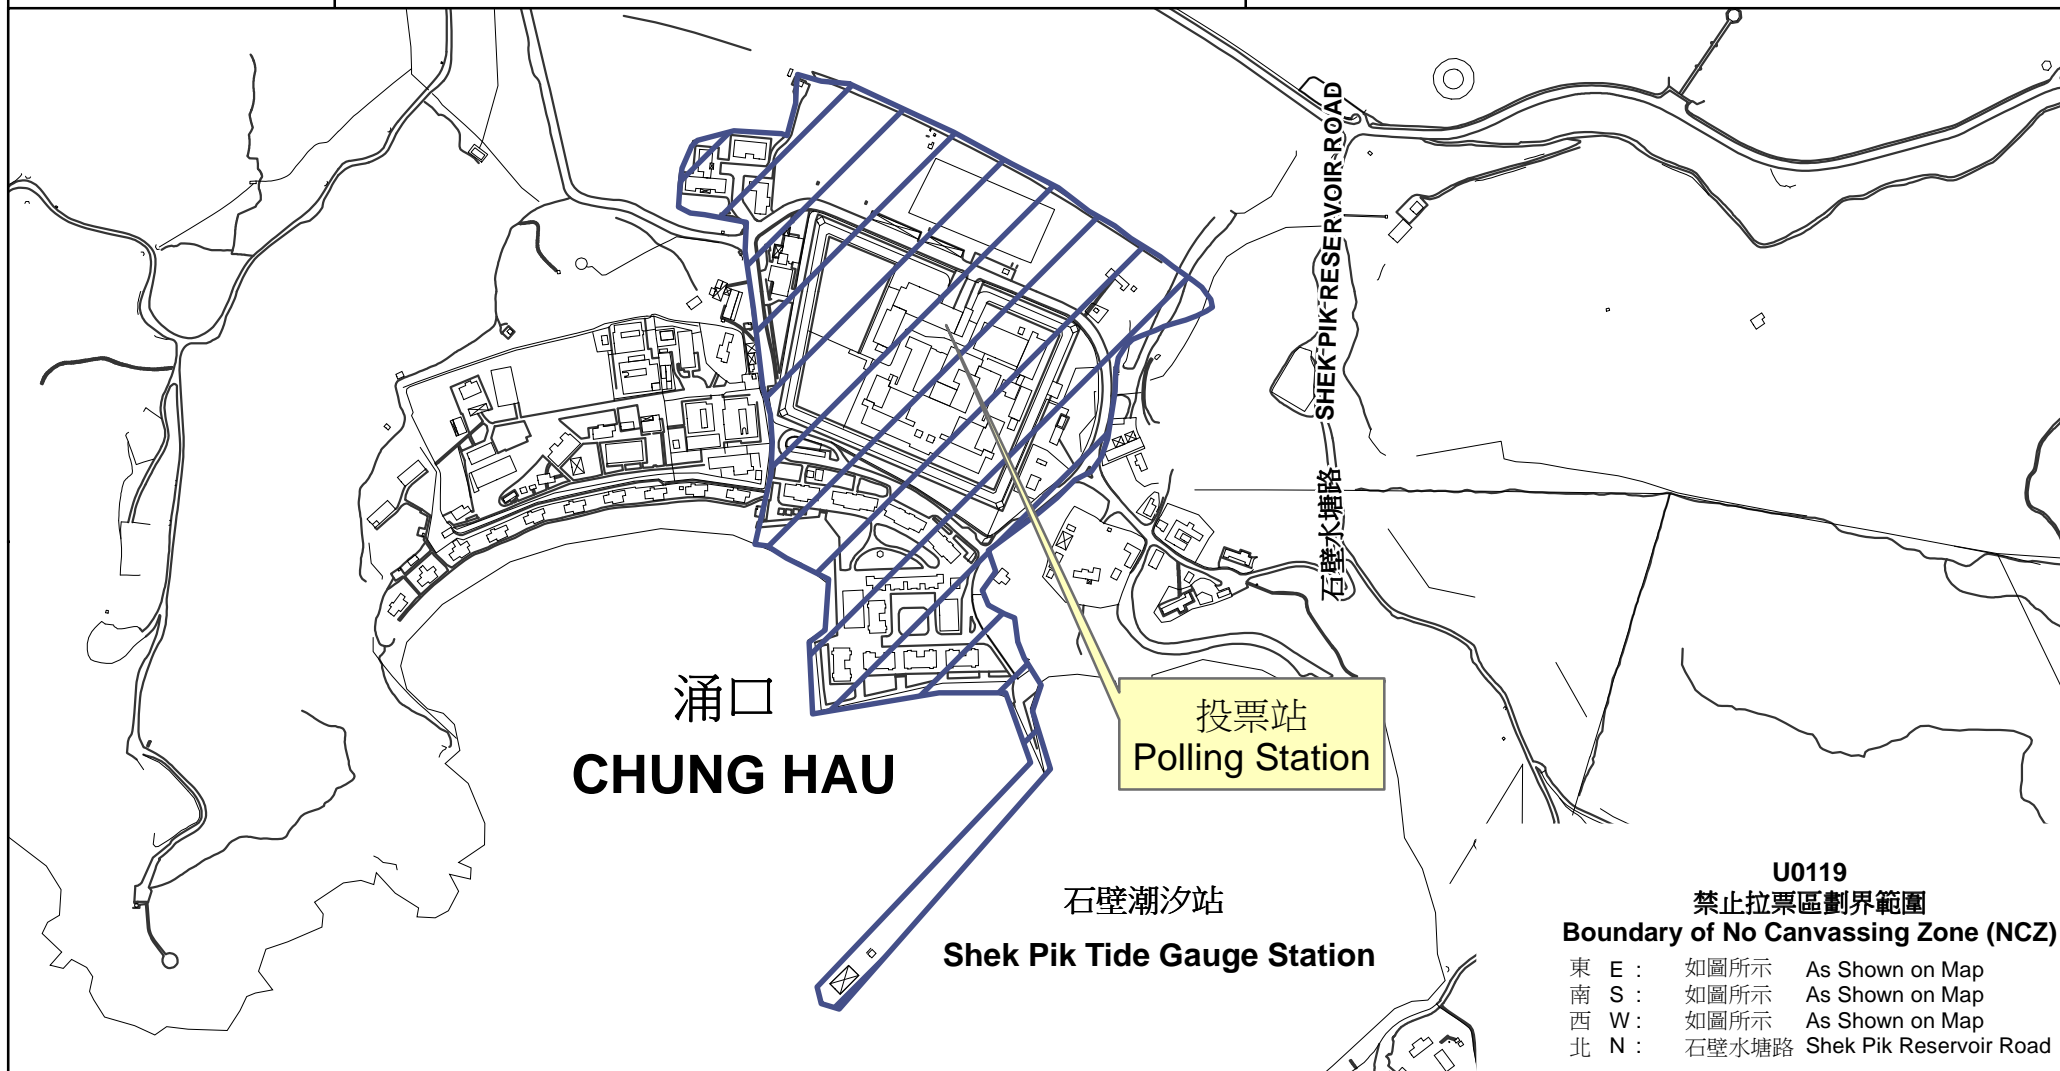 SHEK PIK RESERVOIR ROAD
石壁水塘路
涌口
CHUNG HAU
投票站
Polling Station
石壁潮汐站
Shek Pik Tide Gauge Station
U0119
禁止拉票區劃界範圍
Boundary of No Canvassing Zone (NCZ)
東 E : 如圖所示 As Shown on Map
南 S : 如圖所示 As Shown on Map
西 W : 如圖所示 As Shown on Map
北 N : 石壁水塘路 Shek Pik Reservoir Road